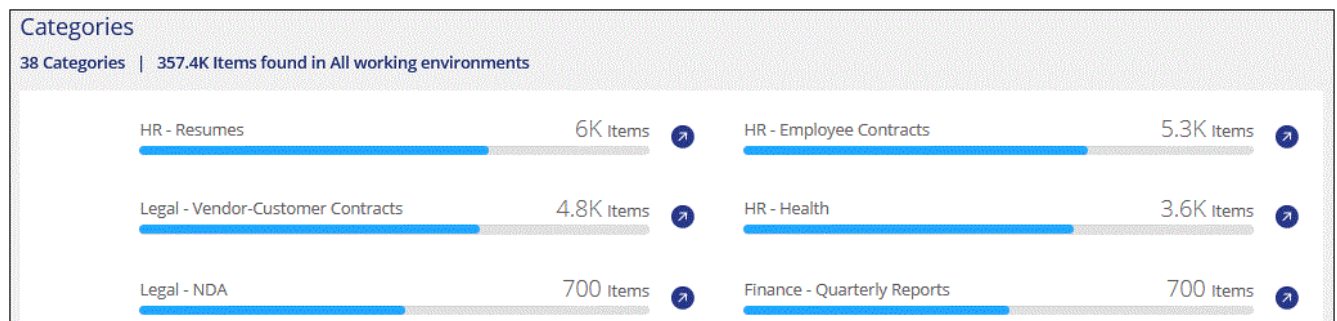 Categories
38 Categories | 357.4K Items found in All working environments
HR - Resumes 6K Items
HR - Employee Contracts 5.3K Items
Legal - Vendor-Customer Contracts 4.8K Items
HR - Health 3.6K Items
Legal - NDA 700 Items
Finance - Quarterly Reports 700 Items